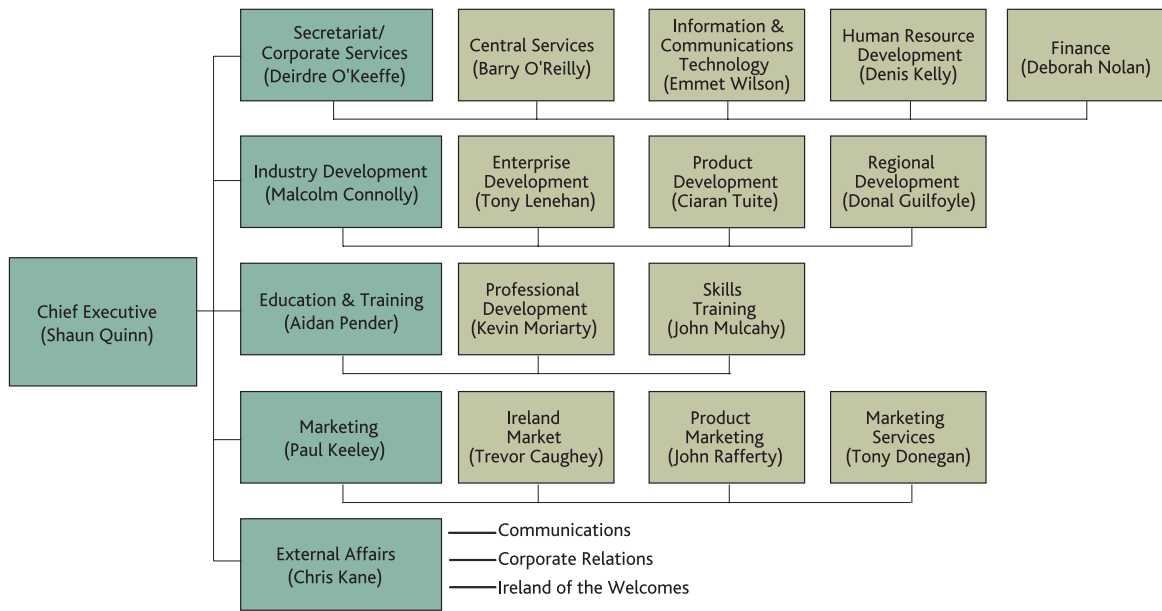 Secretariat/
Corporate Services
(Deirdre O'Keeffe)
Central Services
(Barry O'Reilly)
Information &
Communications
Technology
(Emmet Wilson)
Human Resource
Development
(Denis Kelly)
Finance
(Deborah Nolan)
Industry Development
(Malcolm Connolly)
Enterprise
Development
(Tony Lenehan)
Product
Development
(Ciaran Tuite)
Regional
Development
(Donal Guilfoyle)
Chief Executive
(Shaun Quinn)
Education & Training
(Aidan Pender)
Professional
Development
(Kevin Moriarty)
Skills
Training
(John Mulcahy)
Marketing
(Paul Keeley)
Ireland
Market
(Trevor Caughey)
Product
Marketing
(John Rafferty)
Marketing
Services
(Tony Donegan)
External Affairs
(Chris Kane)
Communications
Corporate Relations
Ireland of the Welcomes